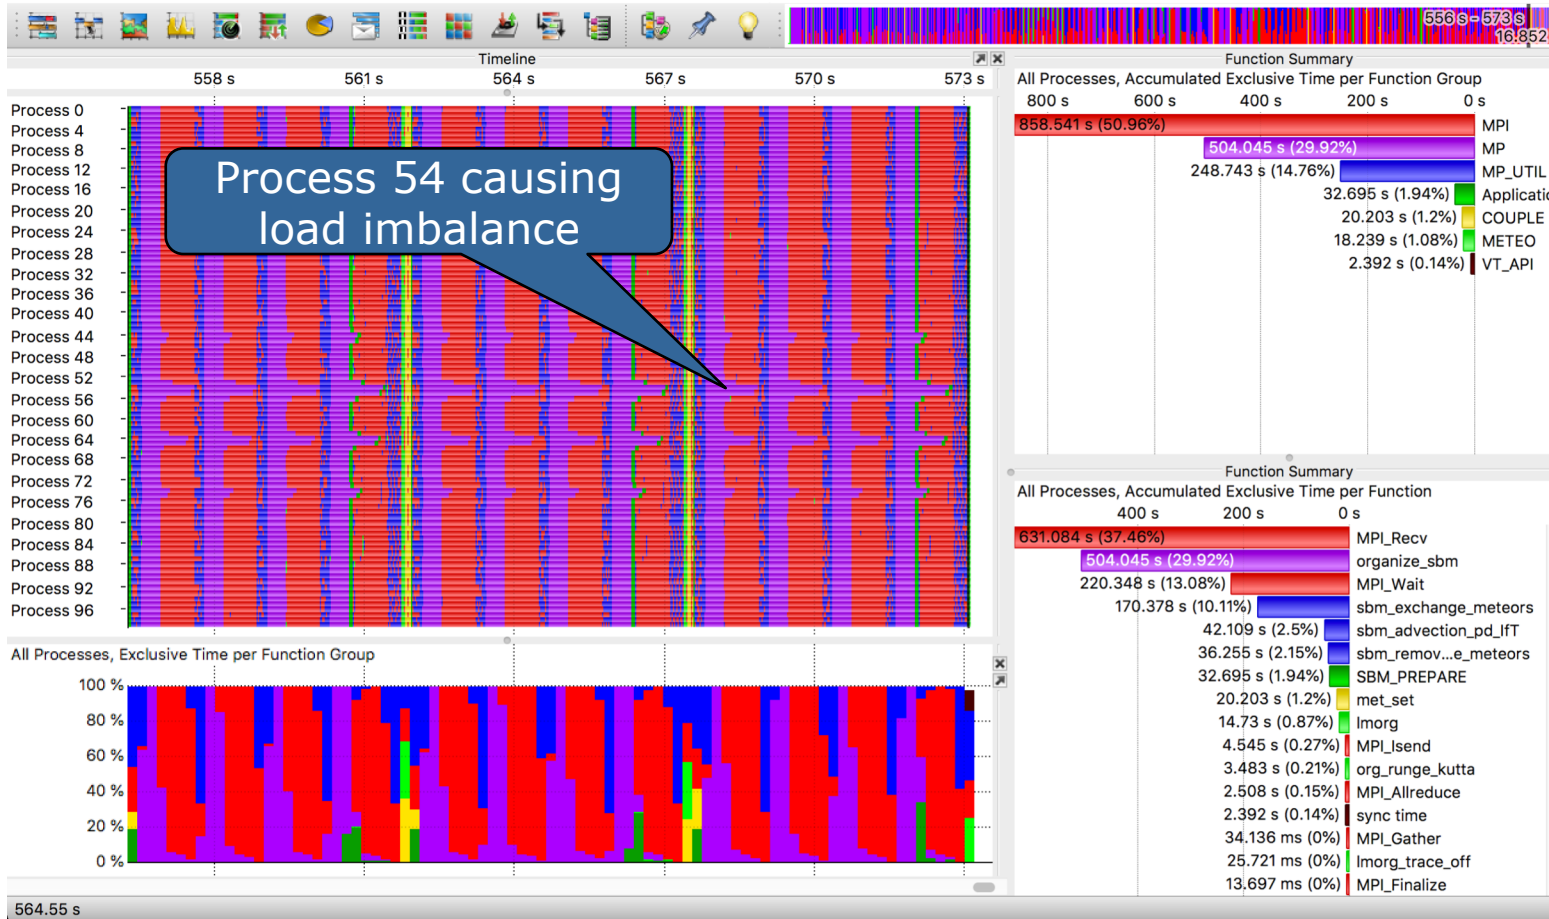 556 s – 573 s
16.852
Timeline
558 s 561 s 564 s 567 s 570 s 573 s
Process 0
Process 4
Process 8
Process 12
Process 16
Process 20
Process 24
Process 28
Process 32
Process 36
Process 40
Process 44
Process 48
Process 52
Process 56
Process 60
Process 64
Process 68
Process 72
Process 76
Process 80
Process 84
Process 88
Process 92
Process 96
Process 54 causing
load imbalance
All Processes, Exclusive Time per Function Group
100 %
80 %
60 %
40 %
20 %
0 %
Function Summary
All Processes, Accumulated Exclusive Time per Function Group
800 s 600 s 400 s 200 s 0 s
858.541 s (50.96%) MPI
504.045 s (29.92%) MP
248.743 s (14.76%) MP_UTIL
32.695 s (1.94%) Applicatio
20.203 s (1.2%) COUPLE
18.239 s (1.08%) METEO
2.392 s (0.14%) VT_API
Function Summary
All Processes, Accumulated Exclusive Time per Function
400 s 200 s 0 s
631.084 s (37.46%) MPI_Recv
504.045 s (29.92%) organize_sbm
220.348 s (13.08%) MPI_Wait
170.378 s (10.11%) sbm_exchange_meteors
42.109 s (2.5%) sbm_advection_pd_lfT
36.255 s (2.15%) sbm_remov...e_meteors
32.695 s (1.94%) SBM_PREPARE
20.203 s (1.2%) met_set
14.73 s (0.87%) lmorg
4.545 s (0.27%) MPI_Isend
3.483 s (0.21%) org_runge_kutta
2.508 s (0.15%) MPI_Allreduce
2.392 s (0.14%) sync time
34.136 ms (0%) MPI_Gather
25.721 ms (0%) lmorg_trace_off
13.697 ms (0%) MPI_Finalize
564.55 s